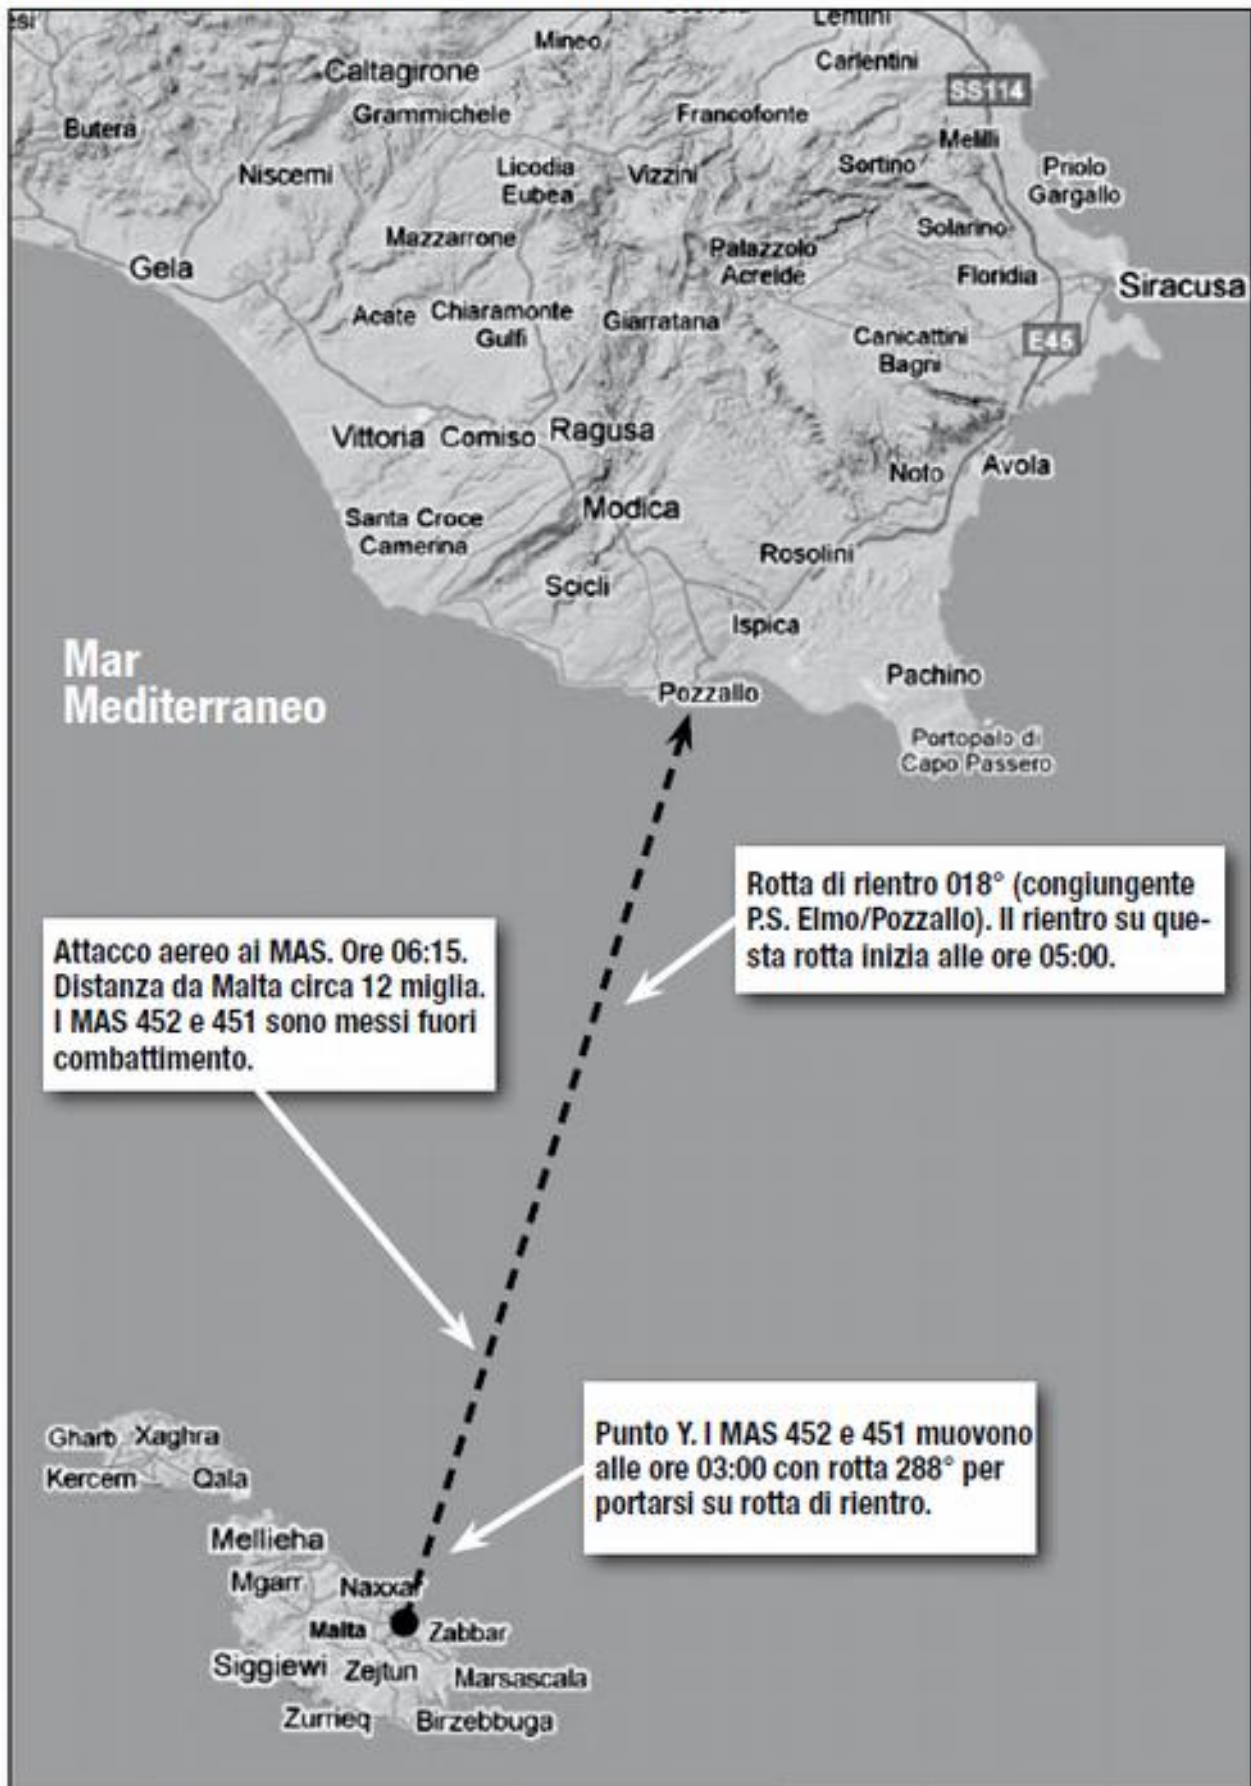 Lentini
Mineo
Carlentini
Caltagirone
SS114
Grammichele
Francofonte
Butera
Melilli
Niscemi
Licodia
Eubea
Vizzini
Sortino
Priolo
Gargallo
Mazzarrone
Solarino
Palazzolo
Acreide
Gela
Floridia
Siracusa
Acate
Chiaramonte
Gulfi
Giarratana
Canicattini
Bagni
E45
Vittoria
Comiso
Ragusa
Noto
Avola
Modica
Santa Croce
Camerina
Rosolini
Scicli
Ispica
Mar
Mediterraneo
Pachino
Pozzallo
Portopalo di
Capo Passero
Rotta di rientro 018° (congiungente
P.S. Elmo/Pozzallo). Il rientro su que-
sta rotta inizia alle ore 05:00.
Attacco aereo ai MAS. Ore 06:15.
Distanza da Malta circa 12 miglia.
I MAS 452 e 451 sono messi fuori
combattimento.
Punto Y. I MAS 452 e 451 muovono
alle ore 03:00 con rotta 288° per
portarsi su rotta di rientro.
Gharb
Xaghra
Kercem
Qala
Mellieha
Mgarr
Naxxar
Malta
Zabbar
Siggiewi
Zejtun
Marsascala
Zurrieq
Birzebbuga